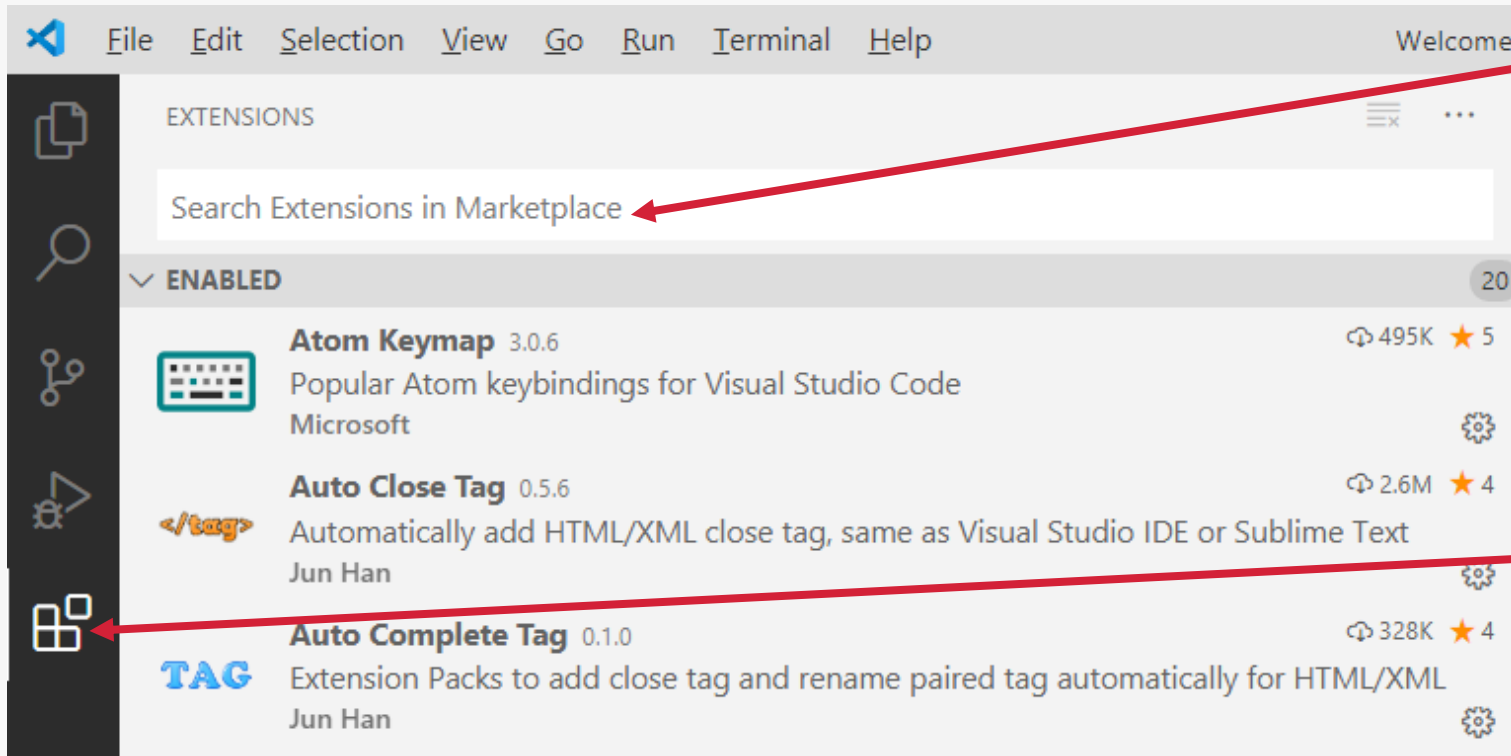 File Edit Selection View Go Run Terminal Help Welcome
EXTENSIONS
Search Extensions in Marketplace
ENABLED 20
Atom Keymap 3.0.6 495K 5
Popular Atom keybindings for Visual Studio Code
Microsoft
Auto Close Tag 0.5.6 2.6M 4
</tag> Automatically add HTML/XML close tag, same as Visual Studio IDE or Sublime Text
Jun Han
Auto Complete Tag 0.1.0 328K 4
TAG Extension Packs to add close tag and rename paired tag automatically for HTML/XML
Jun Han